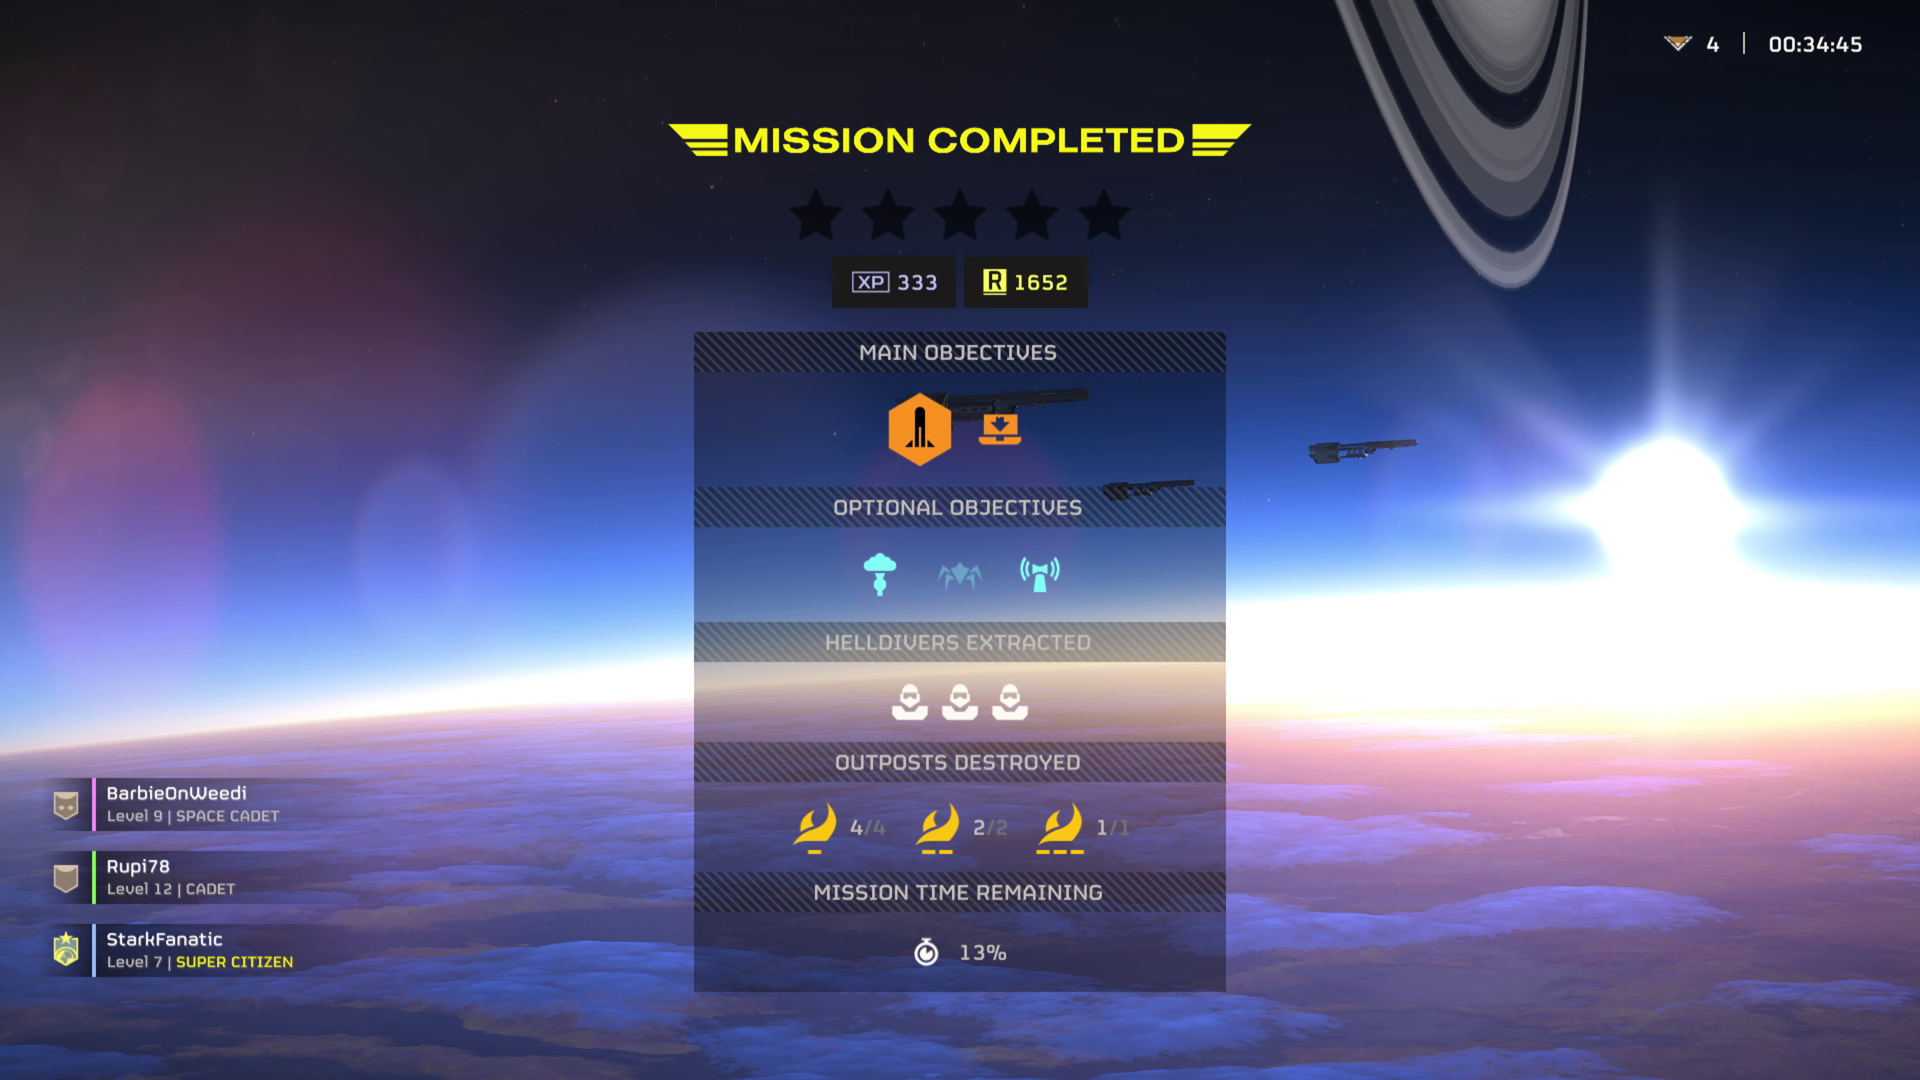 4 | 00:34:45
MISSION COMPLETED
XP 333 R 1652
MAIN OBJECTIVES
OPTIONAL OBJECTIVES
HELLDIVERS EXTRACTED
OUTPOSTS DESTROYED
4/4 2/2 1/1
MISSION TIME REMAINING
13%
BarbieOnWeedi
Level 9 | SPACE CADET
Rupi78
Level 12 | CADET
StarkFanatic
Level 7 | SUPER CITIZEN